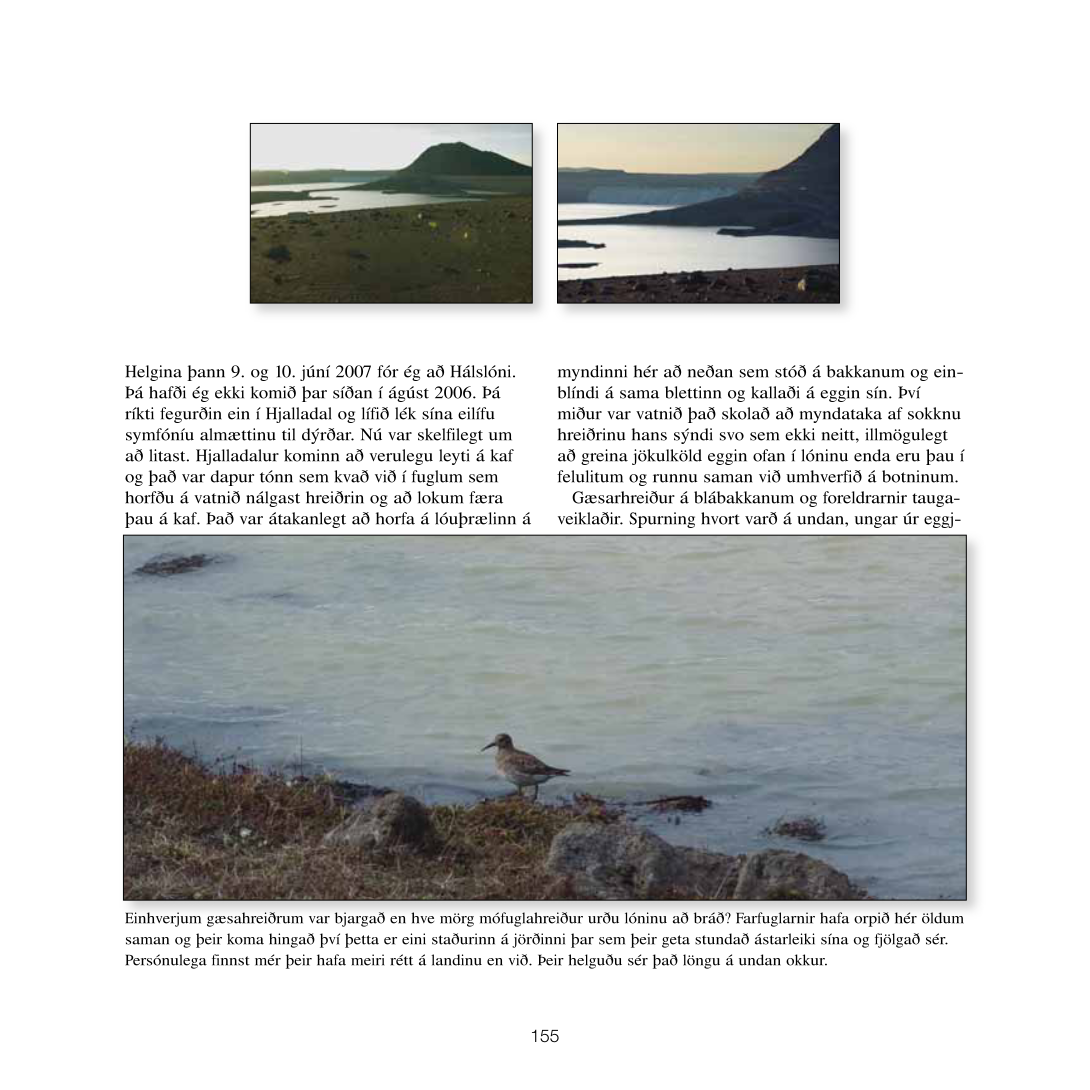 Helgina þann 9. og 10. júní 2007 fór ég að Hálslóni.
Þá hafði ég ekki komið þar síðan í ágúst 2006. Þá
ríkti fegurðin ein í Hjalladal og lífið lék sína eilífu
symfóníu almættinu til dýrðar. Nú var skelfilegt um
að litast. Hjalladalur kominn að verulegu leyti á kaf
og það var dapur tónn sem kvað við í fuglum sem
horfðu á vatnið nálgast hreiðrin og að lokum færa
þau á kaf. Það var átakanlegt að horfa á lóuþrælinn á
myndinni hér að neðan sem stóð á bakkanum og ein-
blíndi á sama blettinn og kallaði á eggin sín. Því
miður var vatnið það skolað að myndataka af sokknu
hreiðrinu hans sýndi svo sem ekki neitt, illmögulegt
að greina jökulköld eggin ofan í lóninu enda eru þau í
felulitum og runnu saman við umhverfið á botninum.
Gæsarhreiður á blábakkanum og foreldrarnir tauga-
veiklaðir. Spurning hvort varð á undan, ungar úr eggj-
Einhverjum gæsahreiðrum var bjargað en hve mörg mófuglahreiður urðu lóninu að bráð? Farfuglarnir hafa orpið hér öldum
saman og þeir koma hingað því þetta er eini staðurinn á jörðinni þar sem þeir geta stundað ástarleiki sína og fjölgað sér.
Persónulega finnst mér þeir hafa meiri rétt á landinu en við. Þeir helguðu sér það löngu á undan okkur.
155